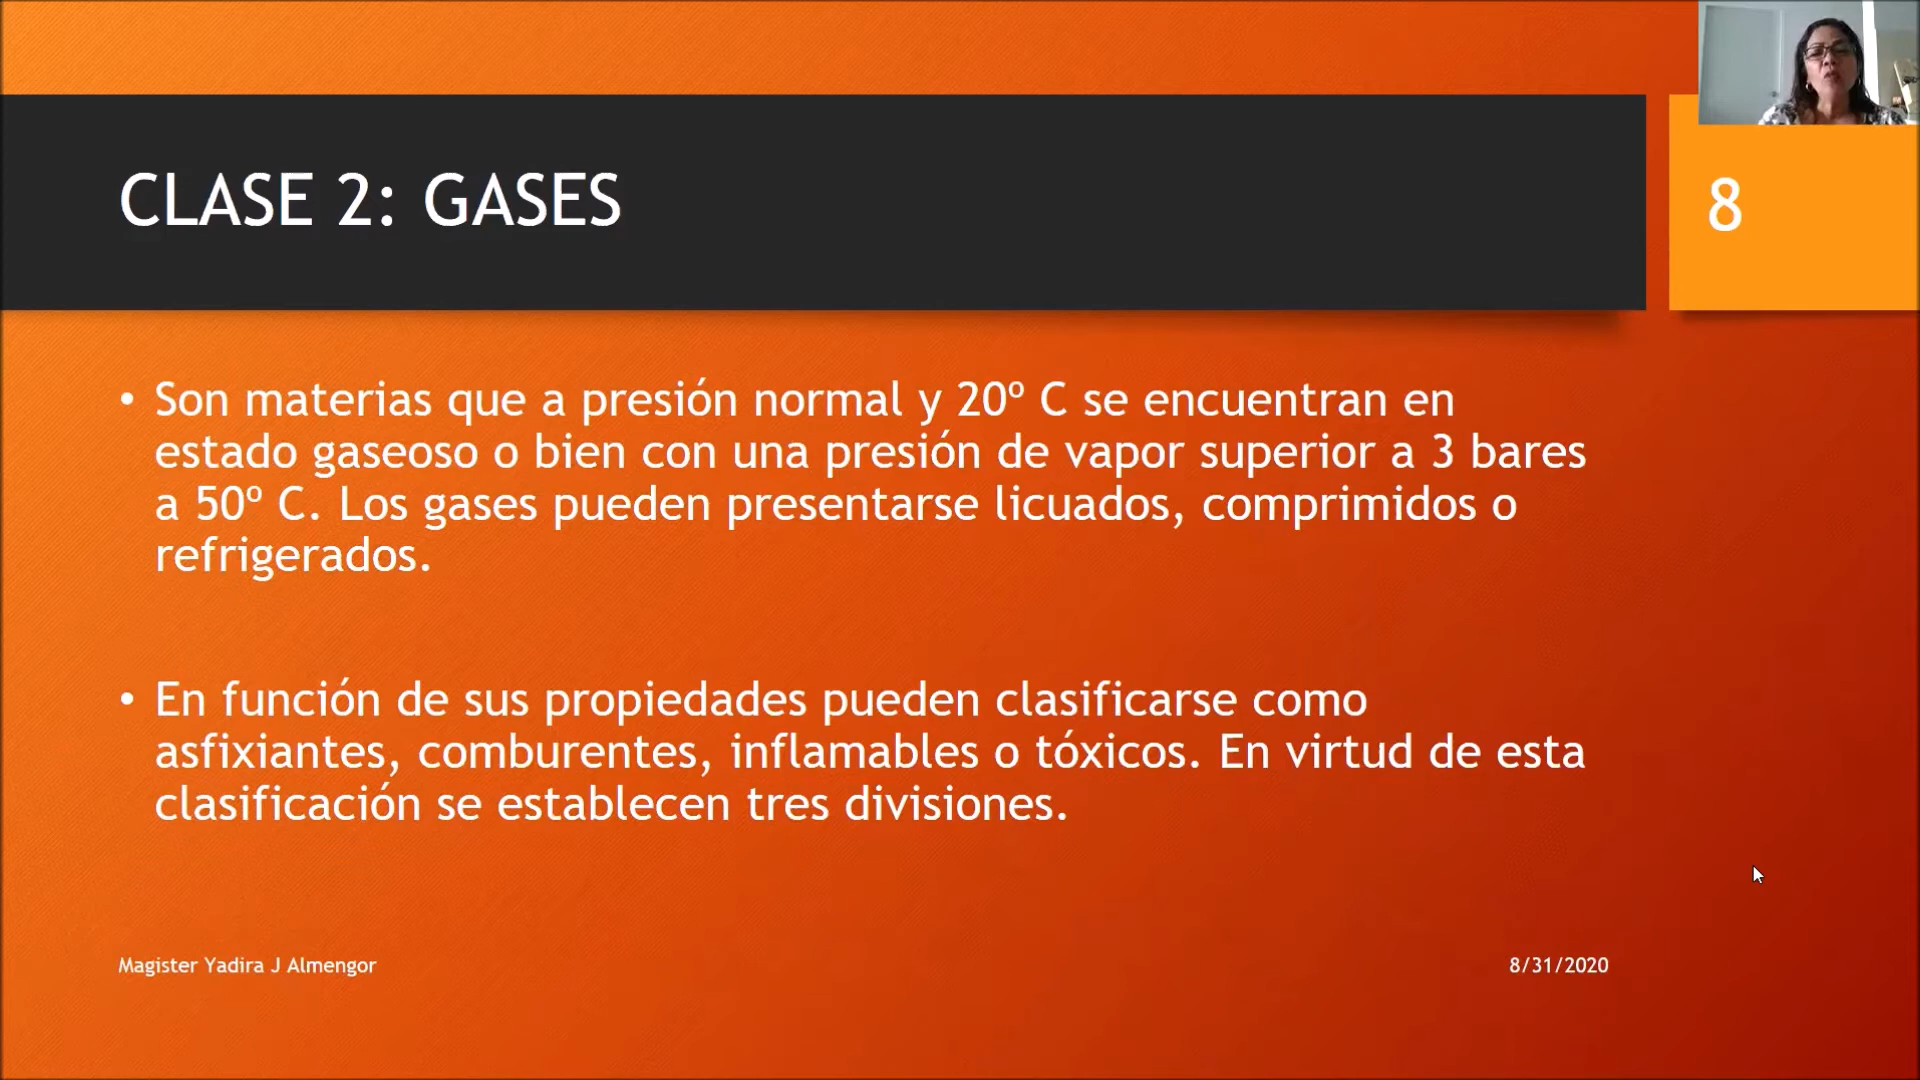 CLASE 2: GASES
8
• Son materias que a presión normal y 20º C se encuentran en
estado gaseoso o bien con una presión de vapor superior a 3 bares
a 50º C. Los gases pueden presentarse licuados, comprimidos o
refrigerados.
• En función de sus propiedades pueden clasificarse como
asfixiantes, comburentes, inflamables o tóxicos. En virtud de esta
clasificación se establecen tres divisiones.
Magister Yadira J Almengor
8/31/2020